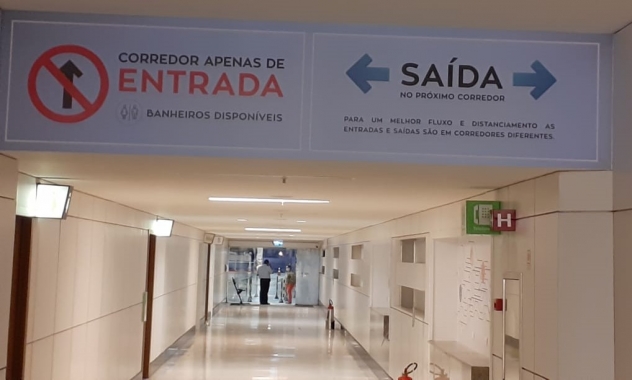 CORREDOR APENAS DE
ENTRADA
BANHEIROS DISPONÍVEIS
SAÍDA
NO PRÓXIMO CORREDOR
PARA UM MELHOR FLUXO E DISTANCIAMENTO AS
ENTRADAS E SAÍDAS SÃO EM CORREDORES DIFERENTES.
H